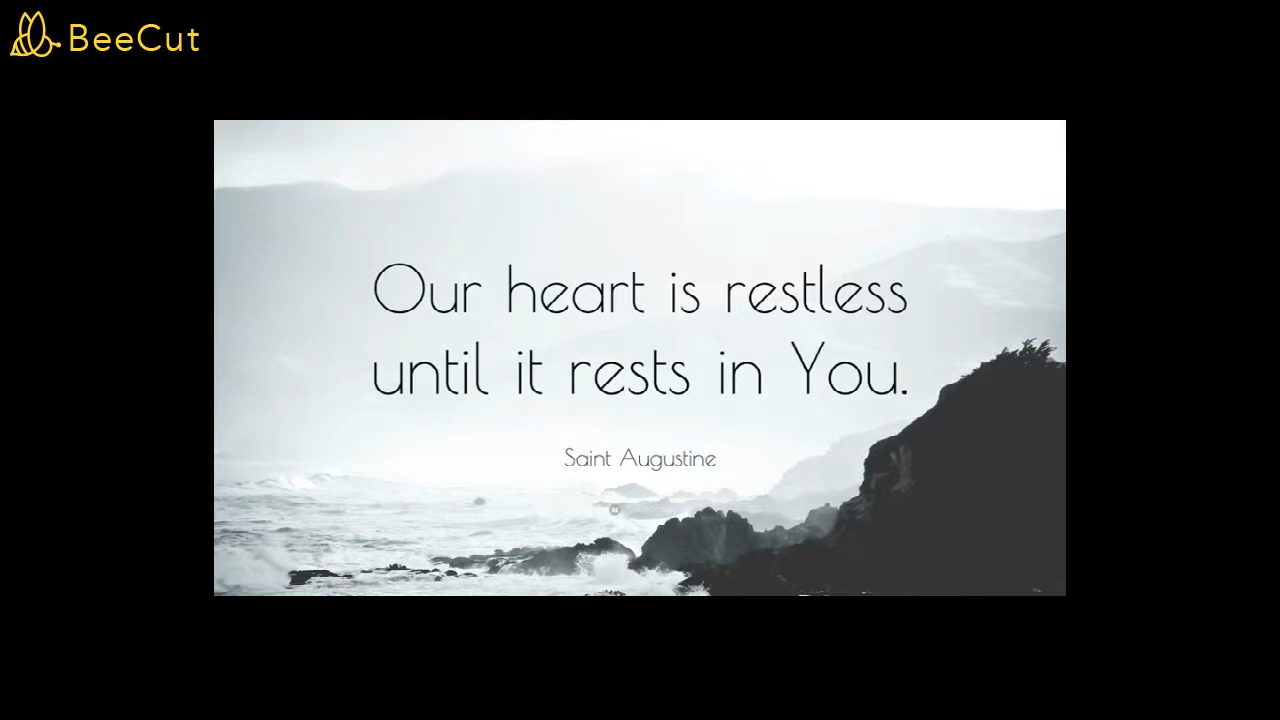 BeeCut
Our heart is restless
until it rests in You.
Saint Augustine